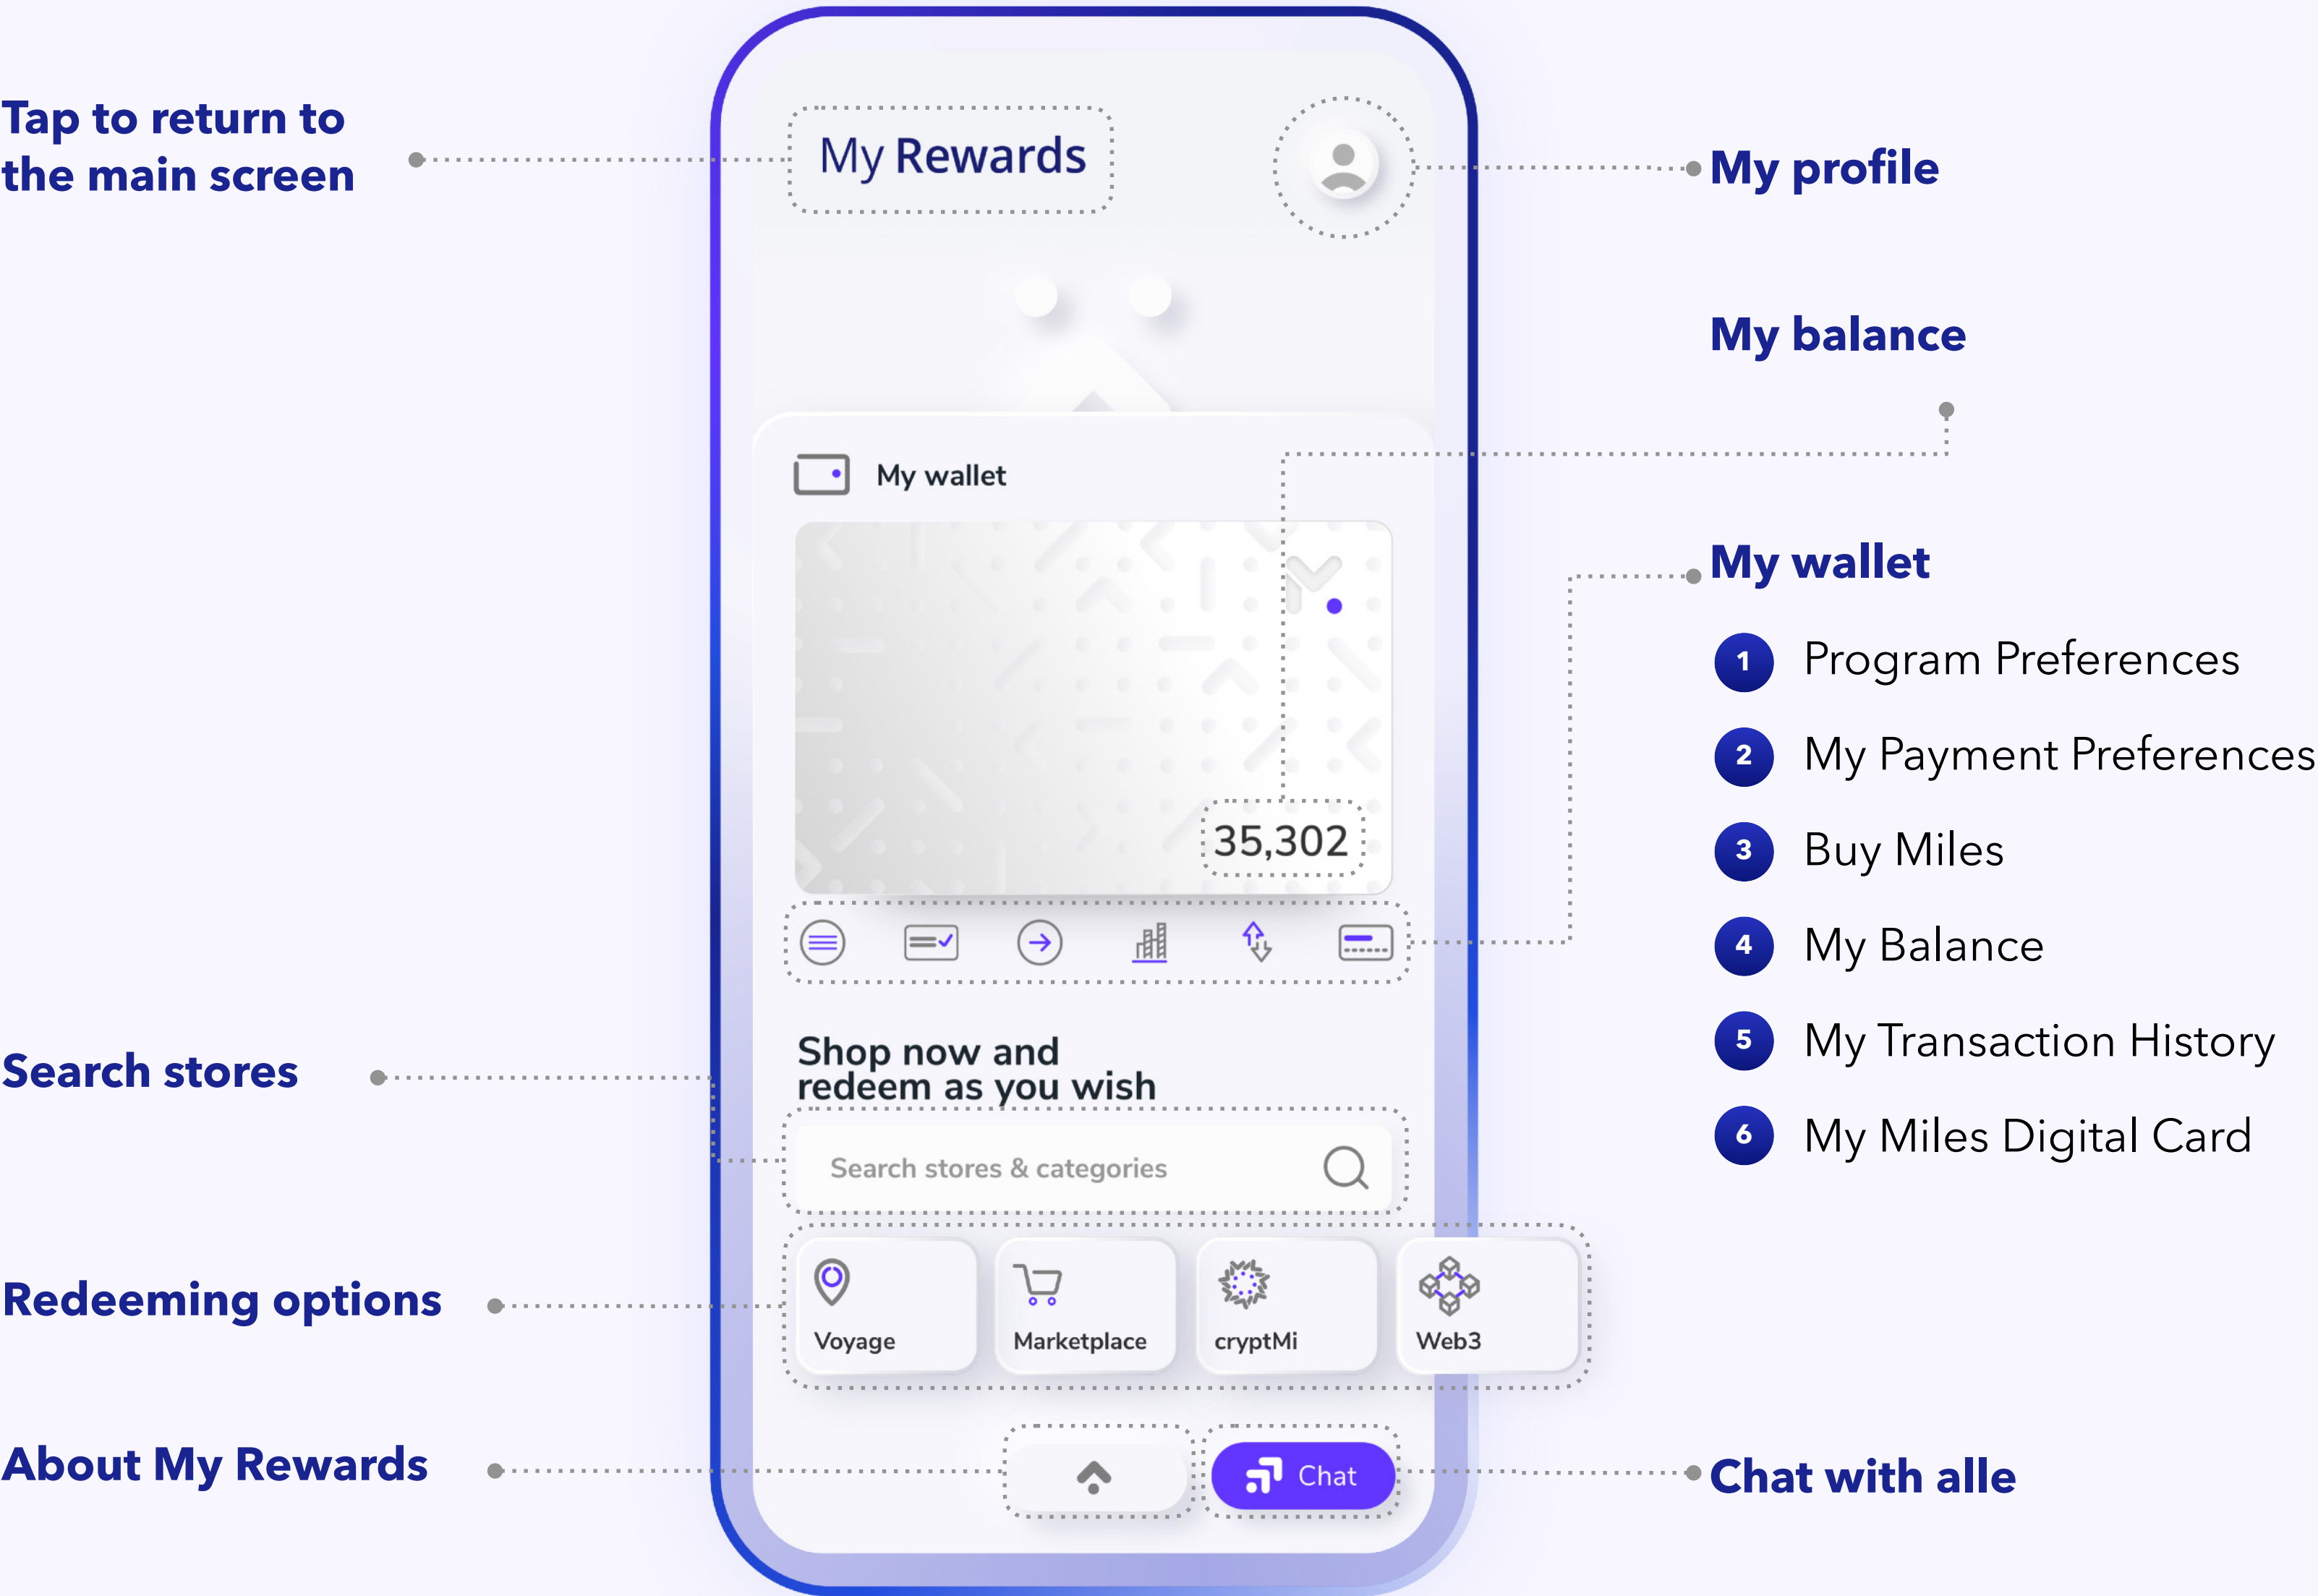 Tap to return to
the main screen
My Rewards
My profile
My balance
My wallet
35,302
My wallet
1 Program Preferences
2 My Payment Preferences
3 Buy Miles
4 My Balance
5 My Transaction History
6 My Miles Digital Card
Search stores
Shop now and
redeem as you wish
Search stores & categories
Redeeming options
Voyage
Marketplace
cryptMi
Web3
About My Rewards
Chat
Chat with alle